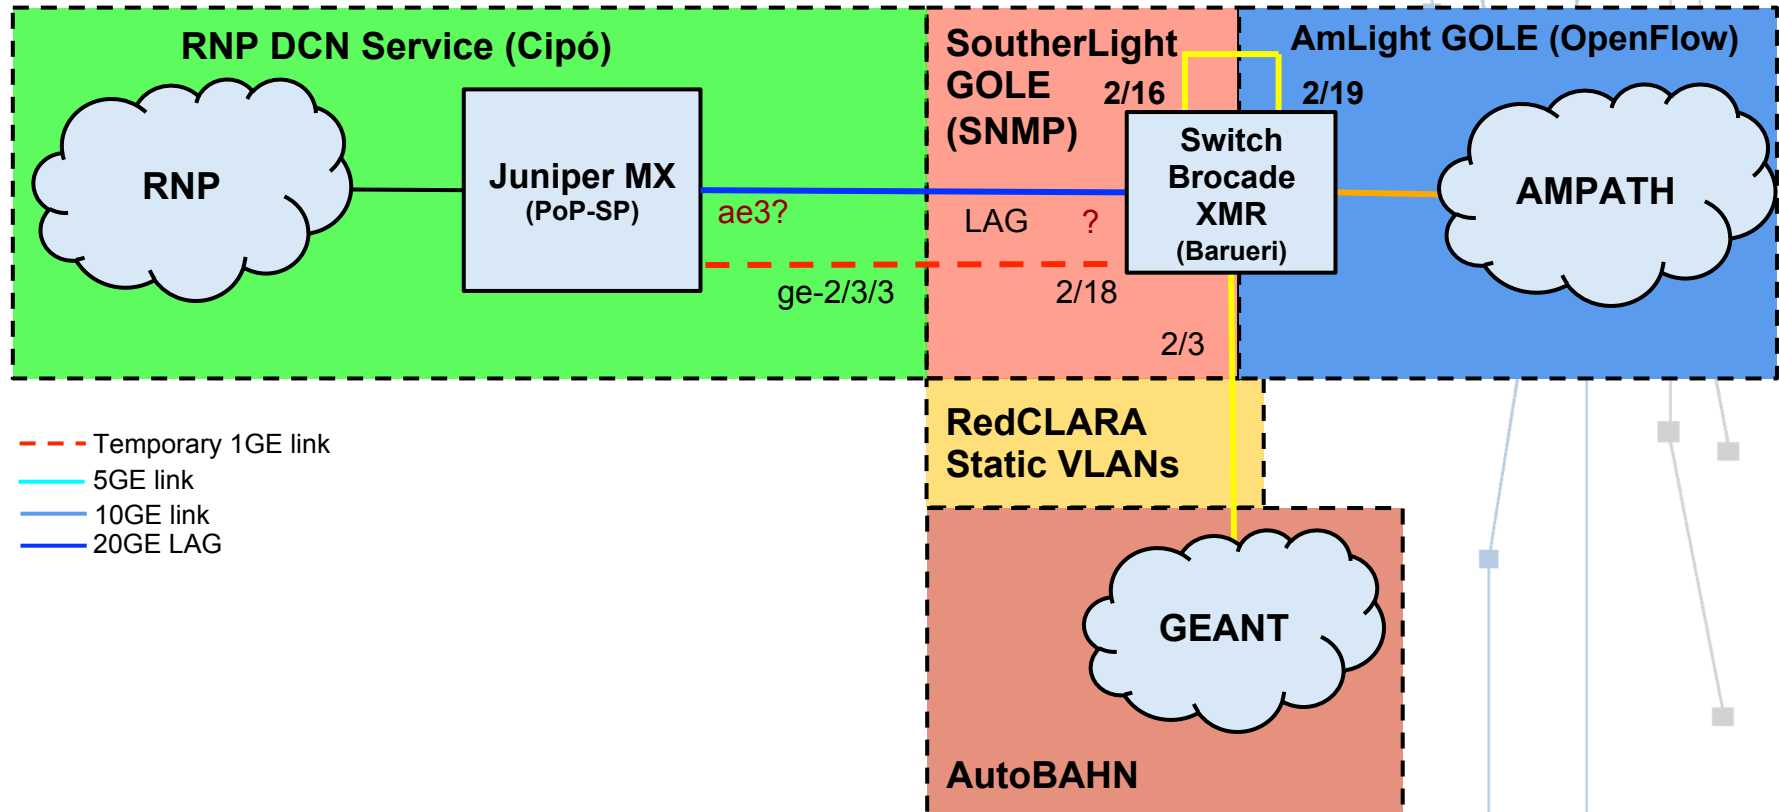 RNP DCN Service (Cipó)
SoutherLight
GOLE
(SNMP)
AmLight GOLE (OpenFlow)
2/16
2/19
RNP
Juniper MX
(PoP-SP)
Switch
Brocade
XMR
(Barueri)
AMPATH
ae3?
LAG
?
ge-2/3/3
2/18
2/3
RedCLARA
Static VLANs
Temporary 1GE link
5GE link
10GE link
20GE LAG
GEANT
AutoBAHN